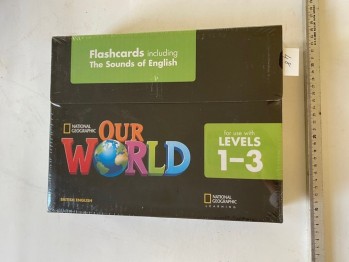 Flashcards including
The Sounds of English
NATIONAL
GEOGRAPHIC
OUR
WORLD
for use with
LEVELS
1–3
BRITISH ENGLISH
NATIONAL
GEOGRAPHIC
LEARNING